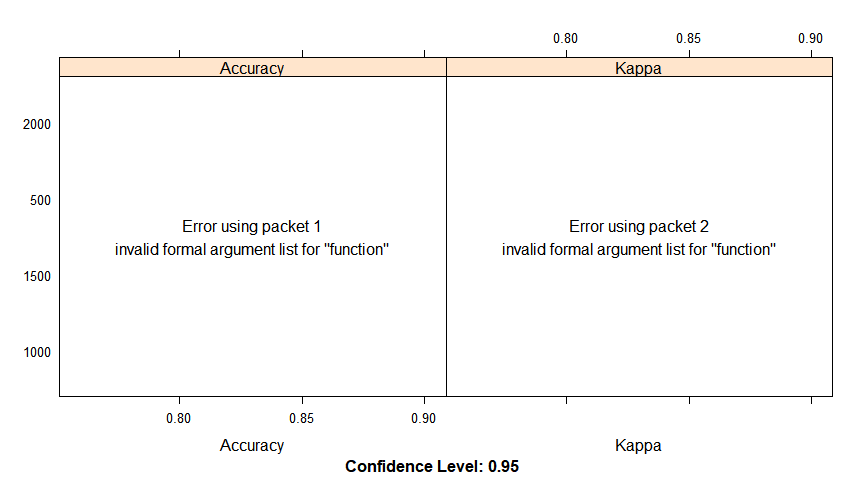 0.80 0.85 0.90
Accuracy Kappa
2000
500
Error using packet 1 Error using packet 2
invalid formal argument list for "function" invalid formal argument list for "function"
1500
1000
0.80 0.85 0.90
Accuracy Kappa
Confidence Level: 0.95